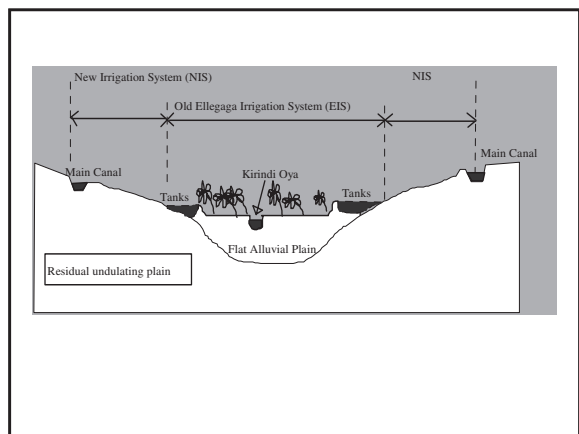 New Irrigation System (NIS)
NIS
Old Ellegaga Irrigation System (EIS)
Main Canal
Main Canal
Kirindi Oya
Tanks
Tanks
Flat Alluvial Plain
Residual undulating plain